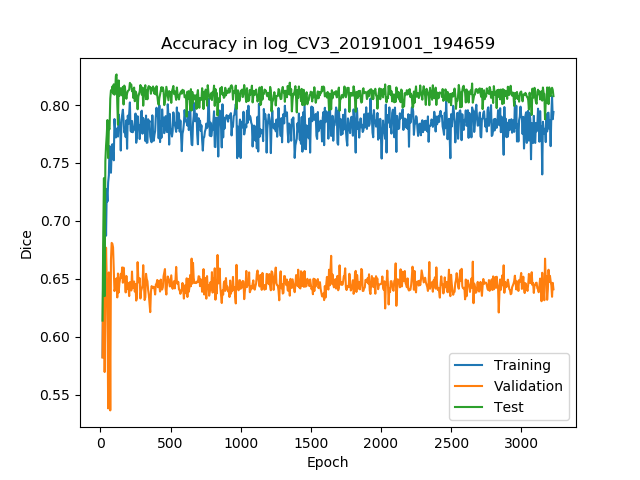 Accuracy in log_CV3_20191001_194659
Dice
0.80
0.75
0.70
0.65
0.60
0.55
0
500
1000
1500
2000
2500
3000
Epoch
Training
Validation
Test